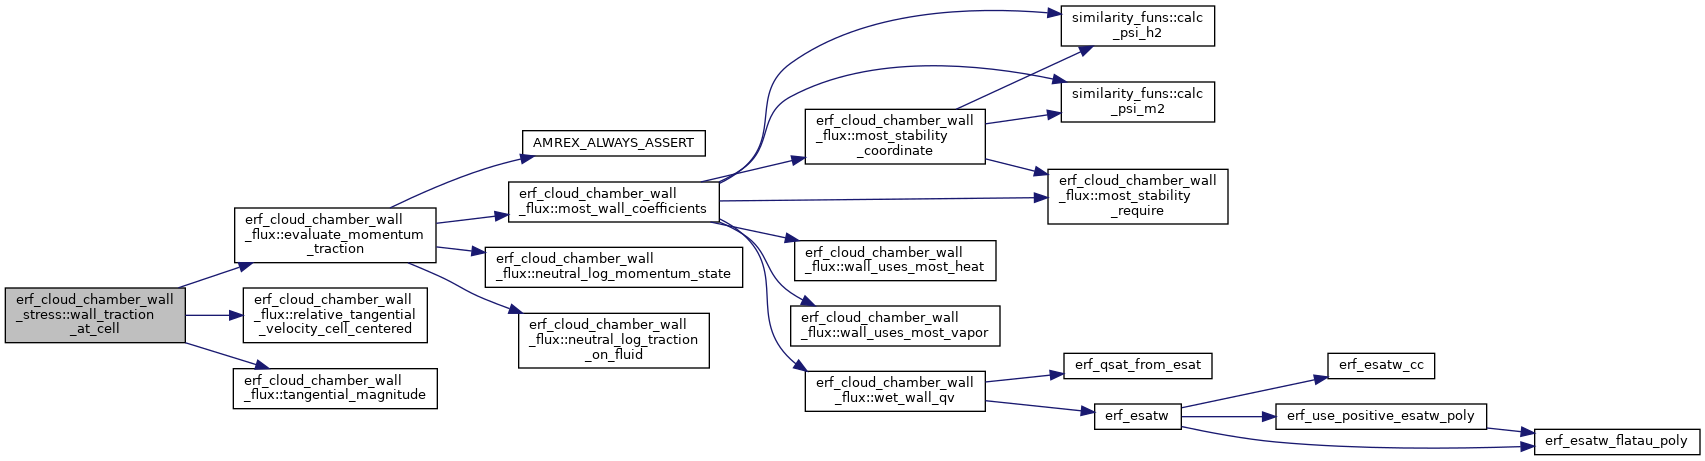 erf_cloud_chamber_wall
_stress::wall_traction
_at_cell
erf_cloud_chamber_wall
_flux::evaluate_momentum
_traction
erf_cloud_chamber_wall
_flux::relative_tangential
_velocity_cell_centered
erf_cloud_chamber_wall
_flux::tangential_magnitude
AMREX_ALWAYS_ASSERT
erf_cloud_chamber_wall
_flux::most_wall_coefficients
erf_cloud_chamber_wall
_flux::neutral_log_momentum_state
erf_cloud_chamber_wall
_flux::neutral_log_traction
_on_fluid
erf_cloud_chamber_wall
_flux::most_stability
_coordinate
erf_cloud_chamber_wall
_flux::wall_uses_most_heat
erf_cloud_chamber_wall
_flux::wall_uses_most_vapor
erf_cloud_chamber_wall
_flux::wet_wall_qv
similarity_funs::calc
_psi_h2
similarity_funs::calc
_psi_m2
erf_cloud_chamber_wall
_flux::most_stability
_require
erf_qsat_from_esat
erf_esatw
erf_esatw_cc
erf_use_positive_esatw_poly
erf_esatw_flatau_poly